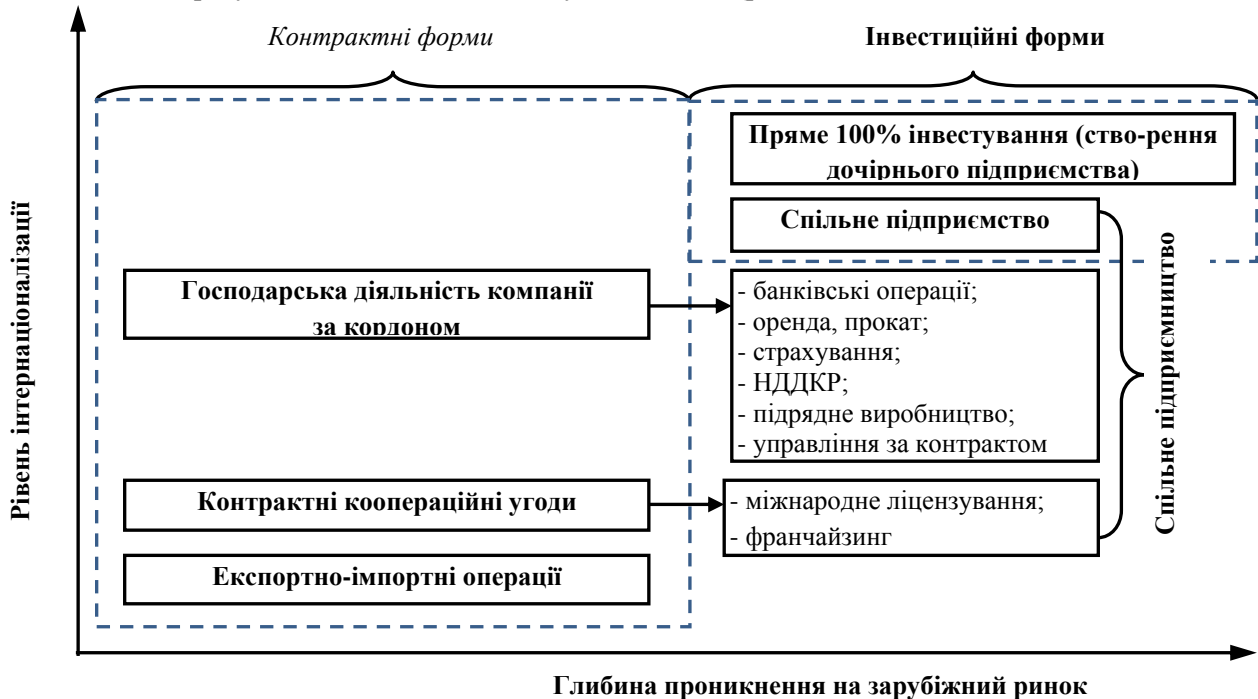 Контрактні форми
Інвестиційні форми
Пряме 100% інвестування (ство-рення
дочірнього підприємства)
Спільне підприємство
Господарська діяльність компанії
за кордоном
- банківські операції;
- оренда, прокат;
- страхування;
- НДДКР;
- підрядне виробництво;
- управління за контрактом
Контрактні коопераційні угоди
- міжнародне ліцензування;
- франчайзинг
Експортно-імпортні операції
Спільне підприємництво
Рівень інтернаціоналізації
Глибина проникнення на зарубіжний ринок